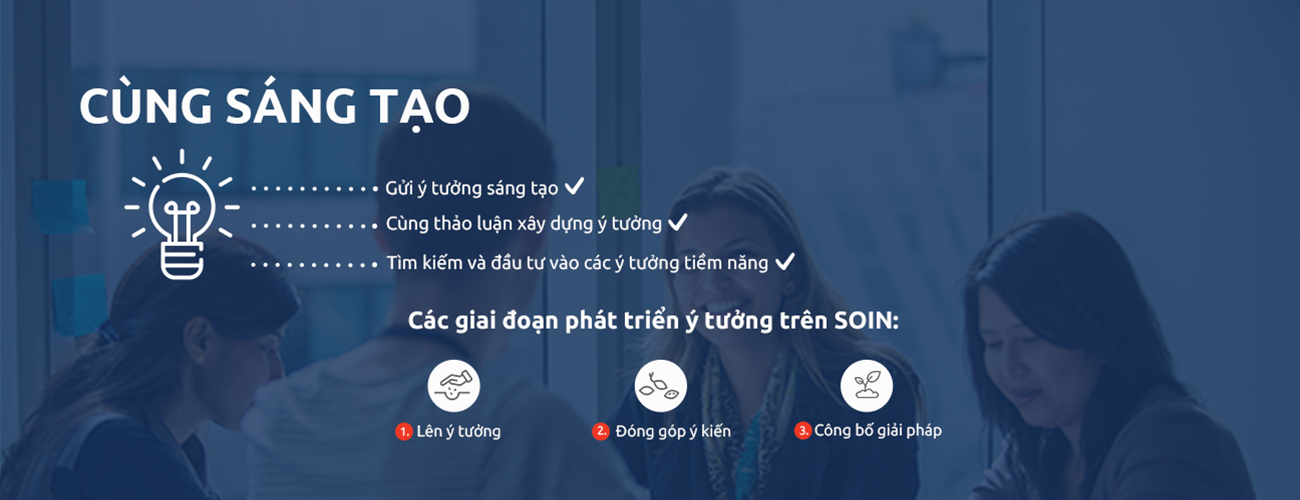 CÙNG SÁNG TẠO
Gửi ý tưởng sáng tạo
Cùng thảo luận xây dựng ý tưởng
Tìm kiếm và đầu tư vào các ý tưởng tiềm năng
Các giai đoạn phát triển ý tưởng trên SOIN:
1. Lên ý tưởng
2. Đóng góp ý kiến
3. Công bố giải pháp